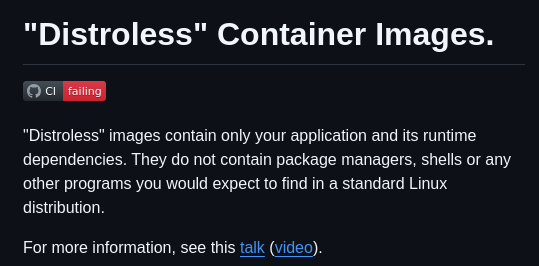 "Distroless" Container Images.
CI failing
"Distroless" images contain only your application and its runtime
dependencies. They do not contain package managers, shells or any
other programs you would expect to find in a standard Linux
distribution.
For more information, see this talk (video).